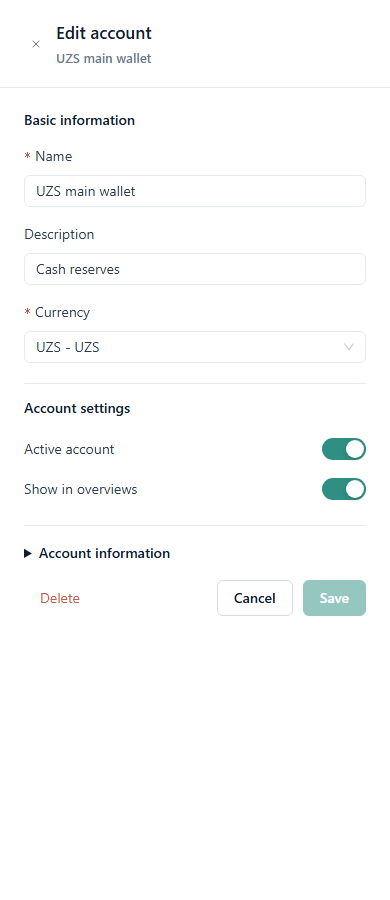 Edit account
UZS main wallet
Basic information
* Name
UZS main wallet
Description
Cash reserves
* Currency
UZS - UZS
Account settings
Active account
Show in overviews
Account information
Delete
Cancel
Save